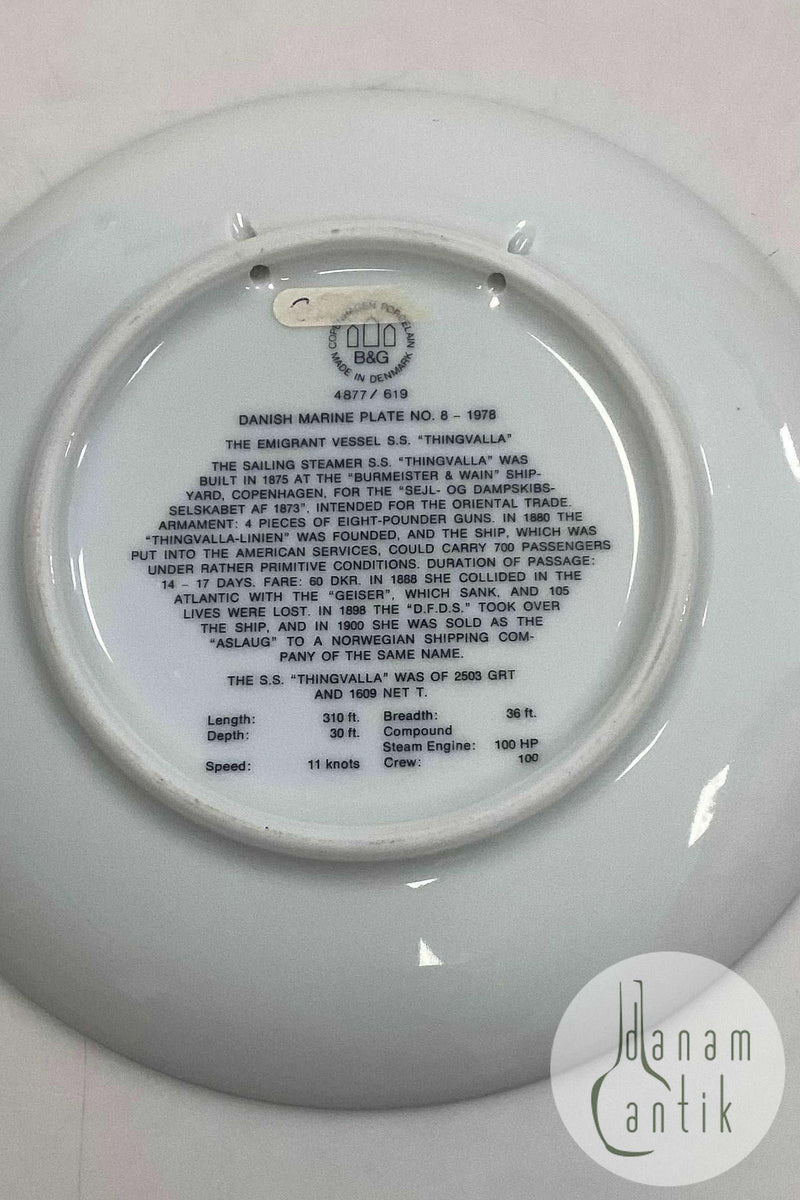 COPENHAGEN PORCELAIN
B&G
MADE IN DENMARK
4877 / 619
DANISH MARINE PLATE NO. 8 – 1978
THE EMIGRANT VESSEL S.S. "THINGVALLA"
THE SAILING STEAMER S.S. "THINGVALLA" WAS
BUILT IN 1875 AT THE "BURMEISTER & WAIN" SHIP-
YARD, COPENHAGEN, FOR THE "SEJL- OG DAMPSKIBS-
SELSKABET AF 1873", INTENDED FOR THE ORIENTAL TRADE.
ARMAMENT: 4 PIECES OF EIGHT-POUNDER GUNS. IN 1880 THE
"THINGVALLA-LINIEN" WAS FOUNDED, AND THE SHIP, WHICH WAS
PUT INTO THE AMERICAN SERVICES, COULD CARRY 700 PASSENGERS
UNDER RATHER PRIMITIVE CONDITIONS. DURATION OF PASSAGE:
14 – 17 DAYS. FARE: 60 DKR. IN 1888 SHE COLLIDED IN THE
ATLANTIC WITH THE "GEISER", WHICH SANK, AND 105
LIVES WERE LOST. IN 1898 THE "D.F.D.S." TOOK OVER
THE SHIP, AND IN 1900 SHE WAS SOLD AS THE
"ASLAUG" TO A NORWEGIAN SHIPPING COM-
PANY OF THE SAME NAME.
THE S.S. "THINGVALLA" WAS OF 2503 GRT
AND 1609 NET T.
Length: 310 ft. Breadth: 36 ft.
Depth: 30 ft. Compound
Steam Engine: 100 HP
Speed: 11 knots Crew: 100
danam
antik